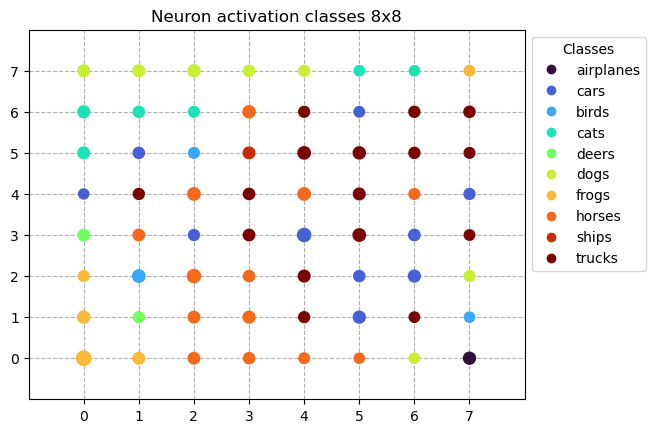 Neuron activation classes 8x8
7
6
5
4
3
2
1
0
0 1 2 3 4 5 6 7
Classes
airplanes
cars
birds
cats
deers
dogs
frogs
horses
ships
trucks